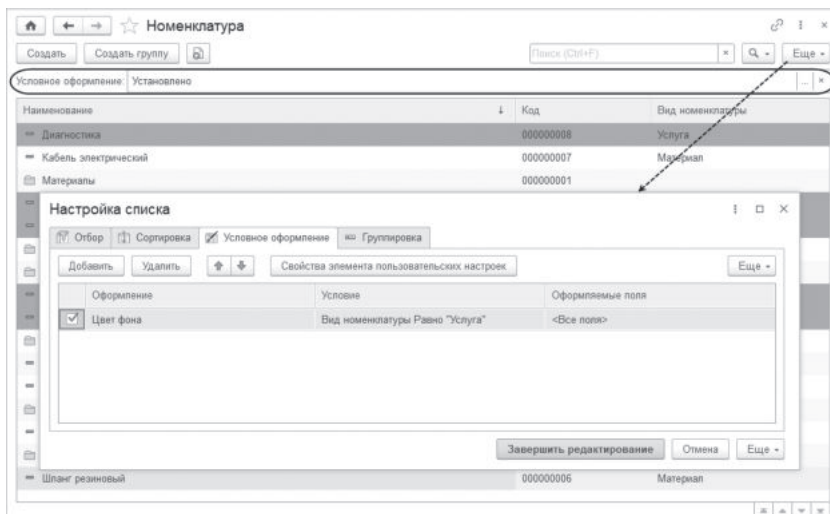 Номенклатура
Создать Создать группу Поиск (Ctrl+F) × Еще
Условное оформление: Установлено ... ×
Наименование ↓ Код Вид номенклатуры
Диагностика 000000008 Услуга
Кабель электрический 000000007 Материал
Материалы 000000001
Настройка списка
Отбор Сортировка Условное оформление Группировка
Добавить Удалить Свойства элемента пользовательских настроек Еще
Оформление Условие Оформляемые поля
Цвет фона Вид номенклатуры Равно "Услуга" <Все поля>
Завершить редактирование Отмена Еще
Шланг резиновый 000000006 Материал